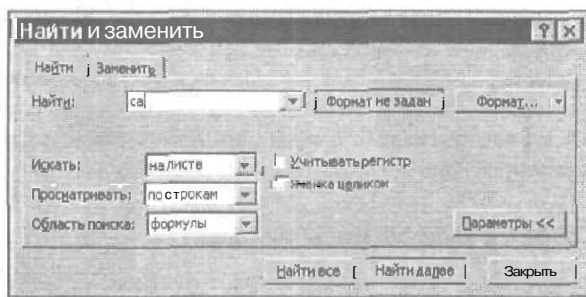 Найти и заменить
Найти Заменить
Найти: са Формат не задан Формат...
Искать: на листе Учитывать регистр
Просматривать: по строкам Ячейка целиком
Область поиска: формулы Параметры <<
Найти все Найти далее Закрыть